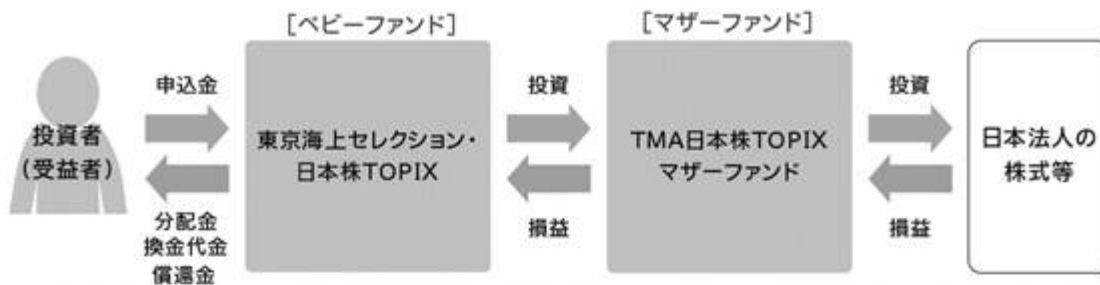 [ベビーファンド]
[マザーファンド]
申込金
投資
投資
投資者
(受益者)
東京海上セレクション・
日本株TOPIX
TMA日本株TOPIX
マザーファンド
日本法人の
株式等
分配金
換金代金
償還金
損益
損益